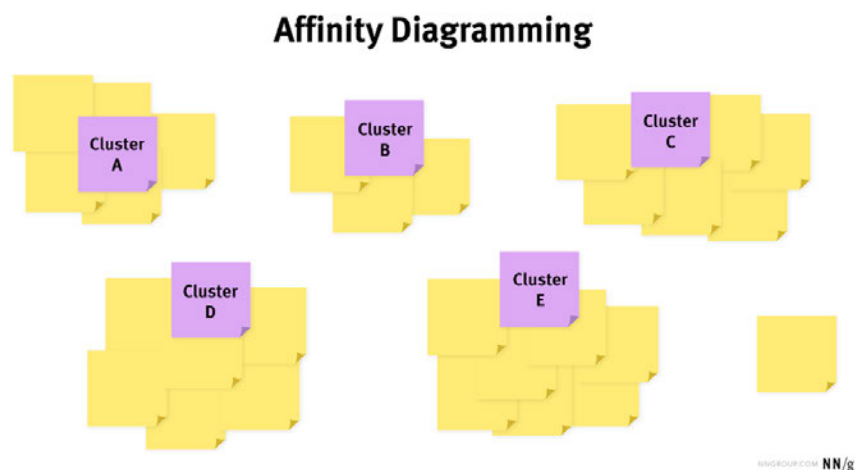 Affinity Diagramming
Cluster
A
Cluster
B
Cluster
C
Cluster
D
Cluster
E
NNGROUP.COM NN/g